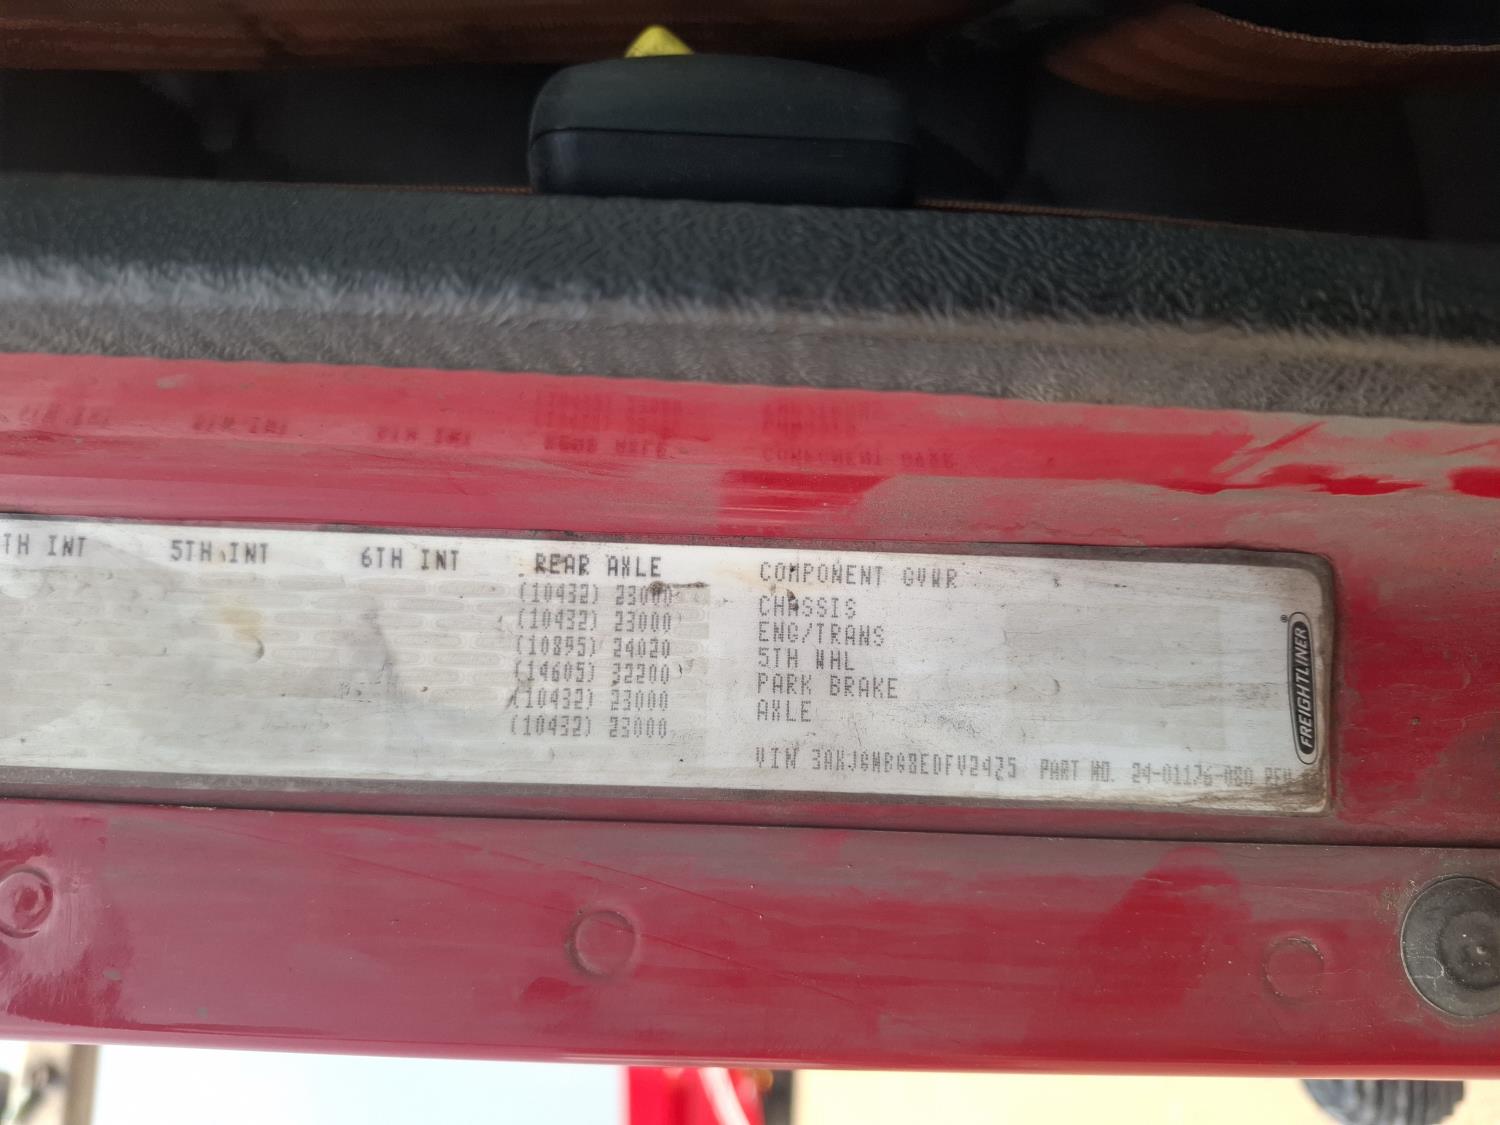 TH INT 5TH INT 6TH INT REAR AXLE COMPONENT GVWR
(10432) 23000
(10432) 23000
(10895) 24020
(14605) 32200
(10432) 23000
(10432) 23000
CHASSIS
ENG/TRANS
5TH WHL
PARK BRAKE
AXLE
VIN PART NO. 24-01176-080 REV
FREIGHTLINER